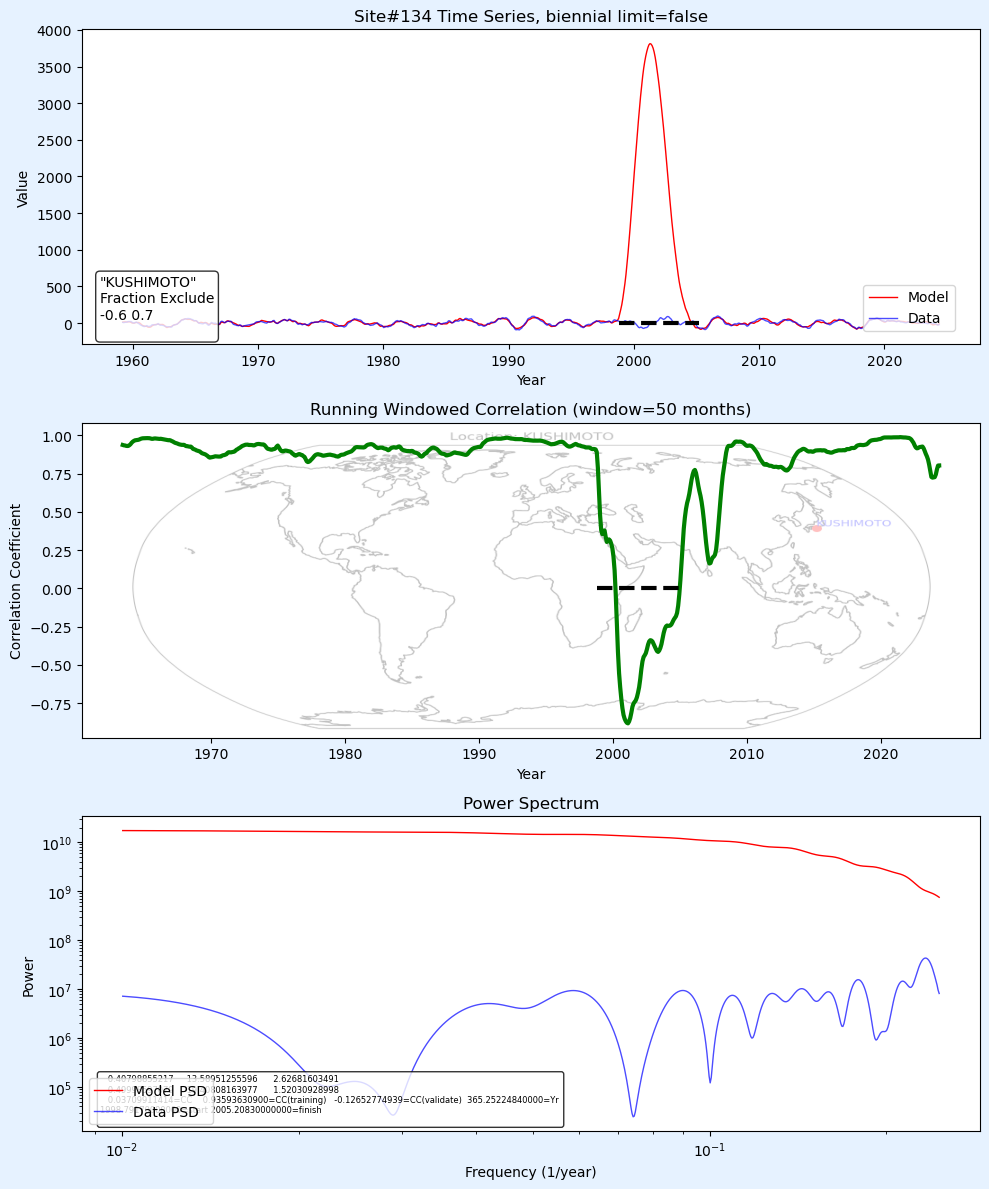 Site#134 Time Series, biennial limit=false
4000
3500
3000
2500
2000
1500
1000
500
0
Value
"KUSHIMOTO"
Fraction Exclude
-0.6 0.7
Model
Data
1960 1970 1980 1990 2000 2010 2020
Year
Running Windowed Correlation (window=50 months)
Location KUSHIMOTO
KUSHIMOTO
1.00
0.75
0.50
0.25
0.00
−0.25
−0.50
−0.75
Correlation Coefficient
1970 1980 1990 2000 2010 2020
Year
Power Spectrum
10^10
10^9
10^8
10^7
10^6
10^5
Power
2.62681603491
1.52030928998
0.03709911414=CC 0.93593630900=CC(training) -0.12652774939=CC(validate) 365.25224840000=Yr
2005.20830000000=finish
Model PSD
Data PSD
10^−2 10^−1
Frequency (1/year)